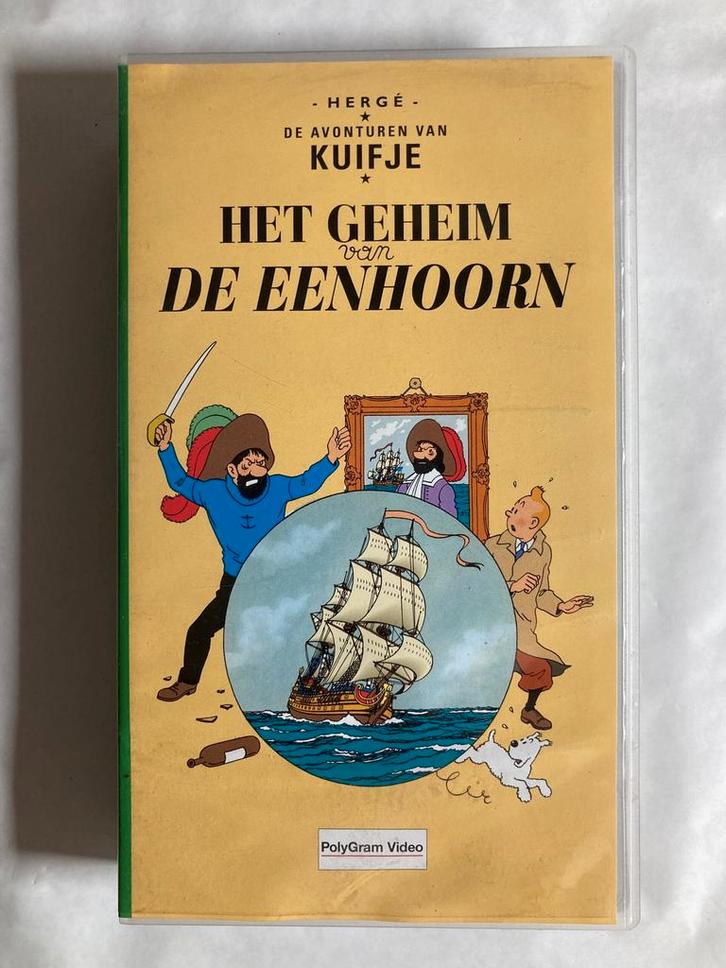 - HERGÉ -
DE AVONTUREN VAN
KUIFJE
HET GEHEIM
van
DE EENHOORN
PolyGram Video